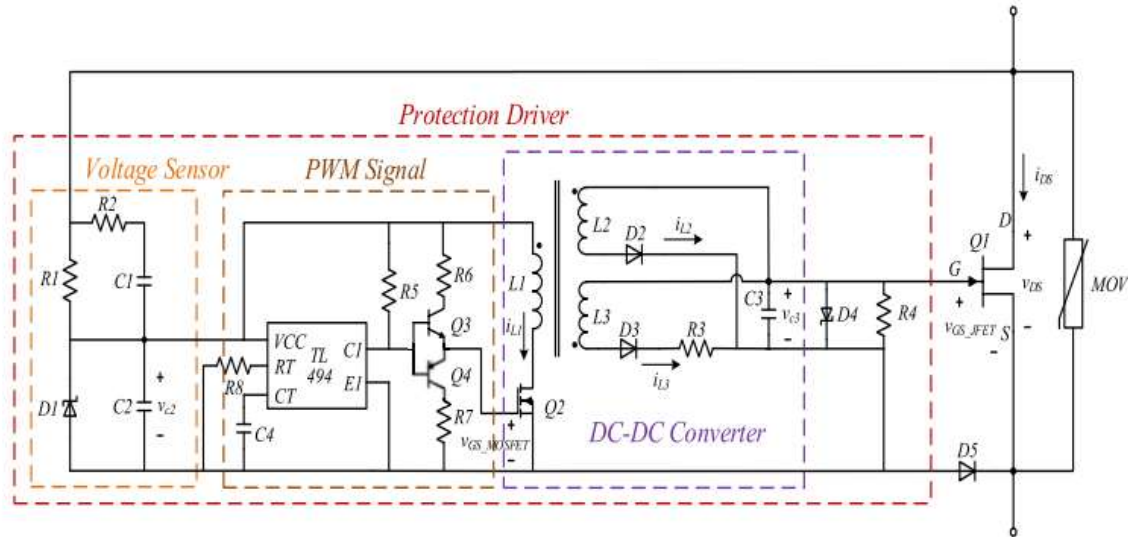 Protection Driver
Voltage Sensor
PWM Signal
R2
R1
C1
D1
C2
+
v_c2
-
R5
R6
Q3
Q4
R7
VCC
RT
CT
TL
494
C1
E1
R8
C4
v_GS_MOSFET
+
-
L1
i_L1
Q2
L2
D2
i_L2
L3
D3
R3
i_L3
C3
+
v_c3
-
D4
R4
DC-DC Converter
i_DS
D
Q1
G
+
v_DS
-
+
v_GS_JFET
-
S
MOV
D5